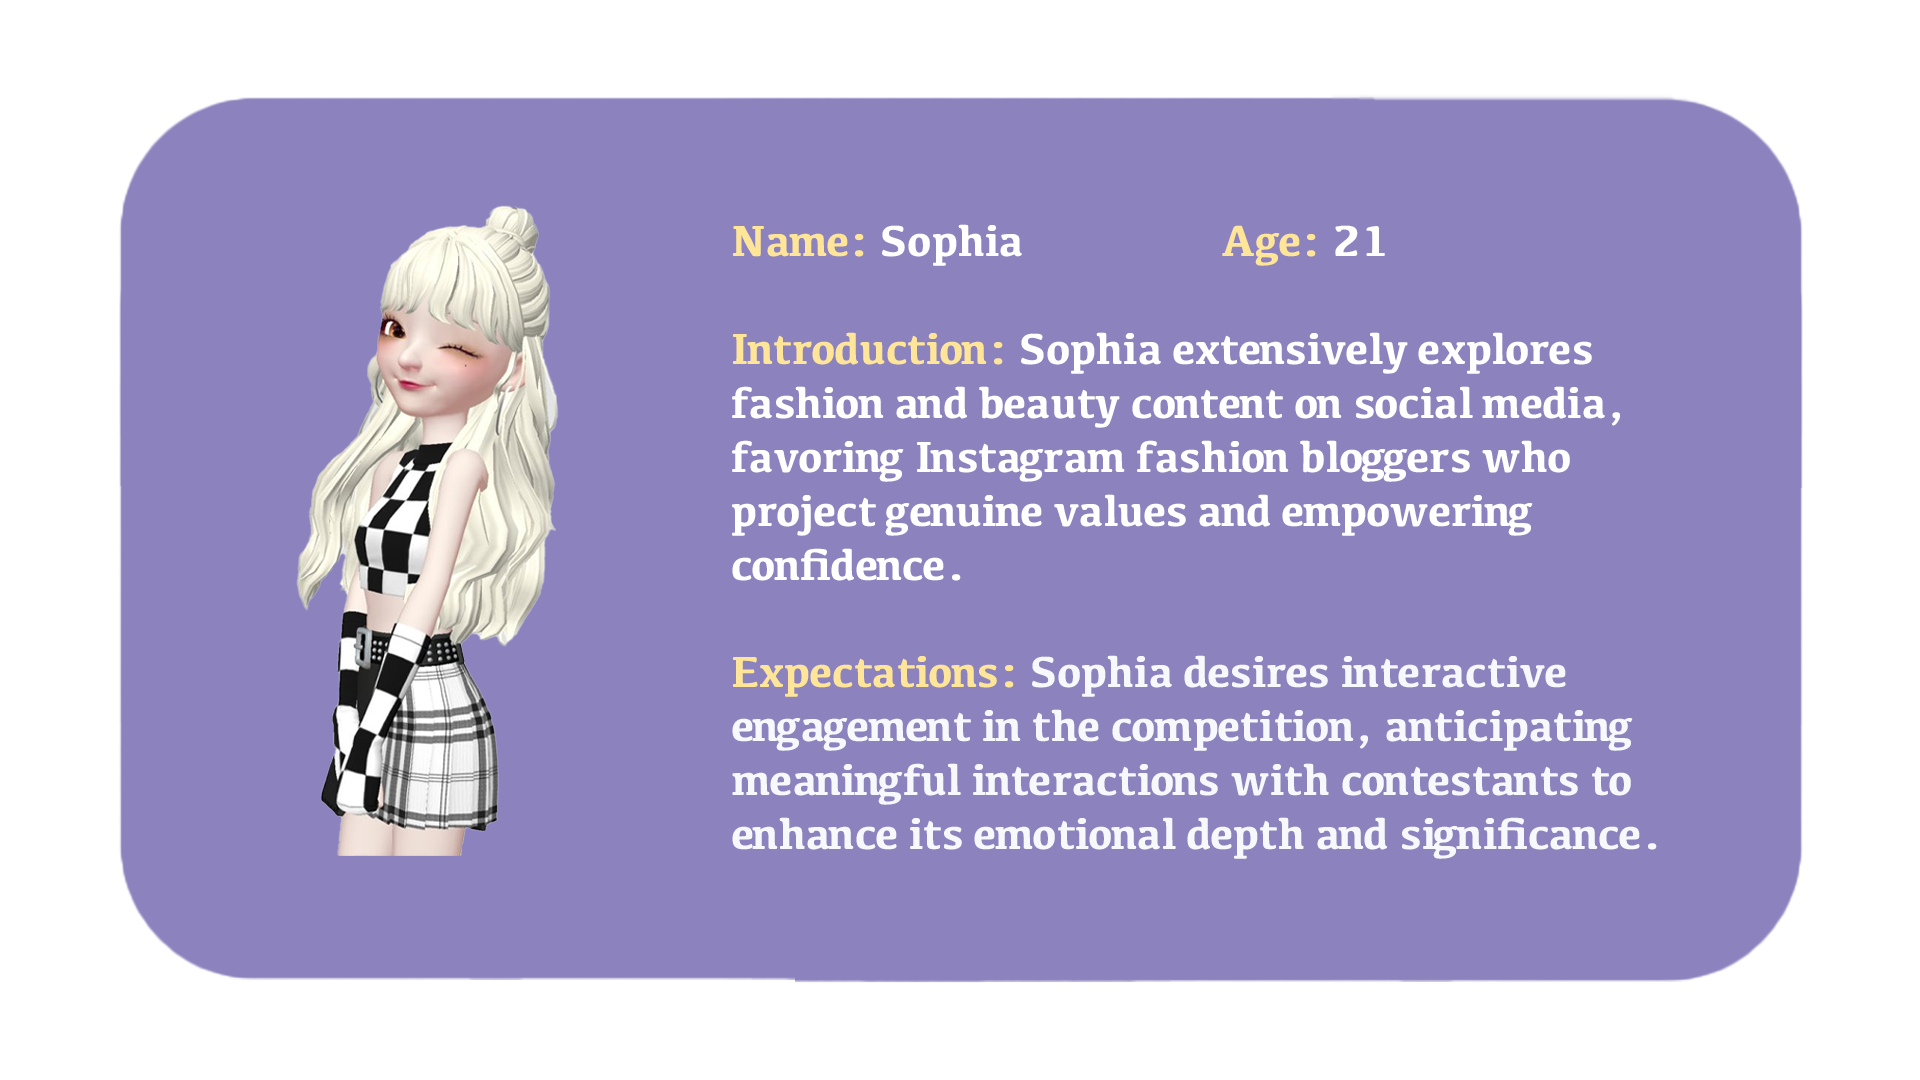 Name: Sophia Age: 21
Introduction: Sophia extensively explores
fashion and beauty content on social media,
favoring Instagram fashion bloggers who
project genuine values and empowering
confidence.
Expectations: Sophia desires interactive
engagement in the competition, anticipating
meaningful interactions with contestants to
enhance its emotional depth and significance.